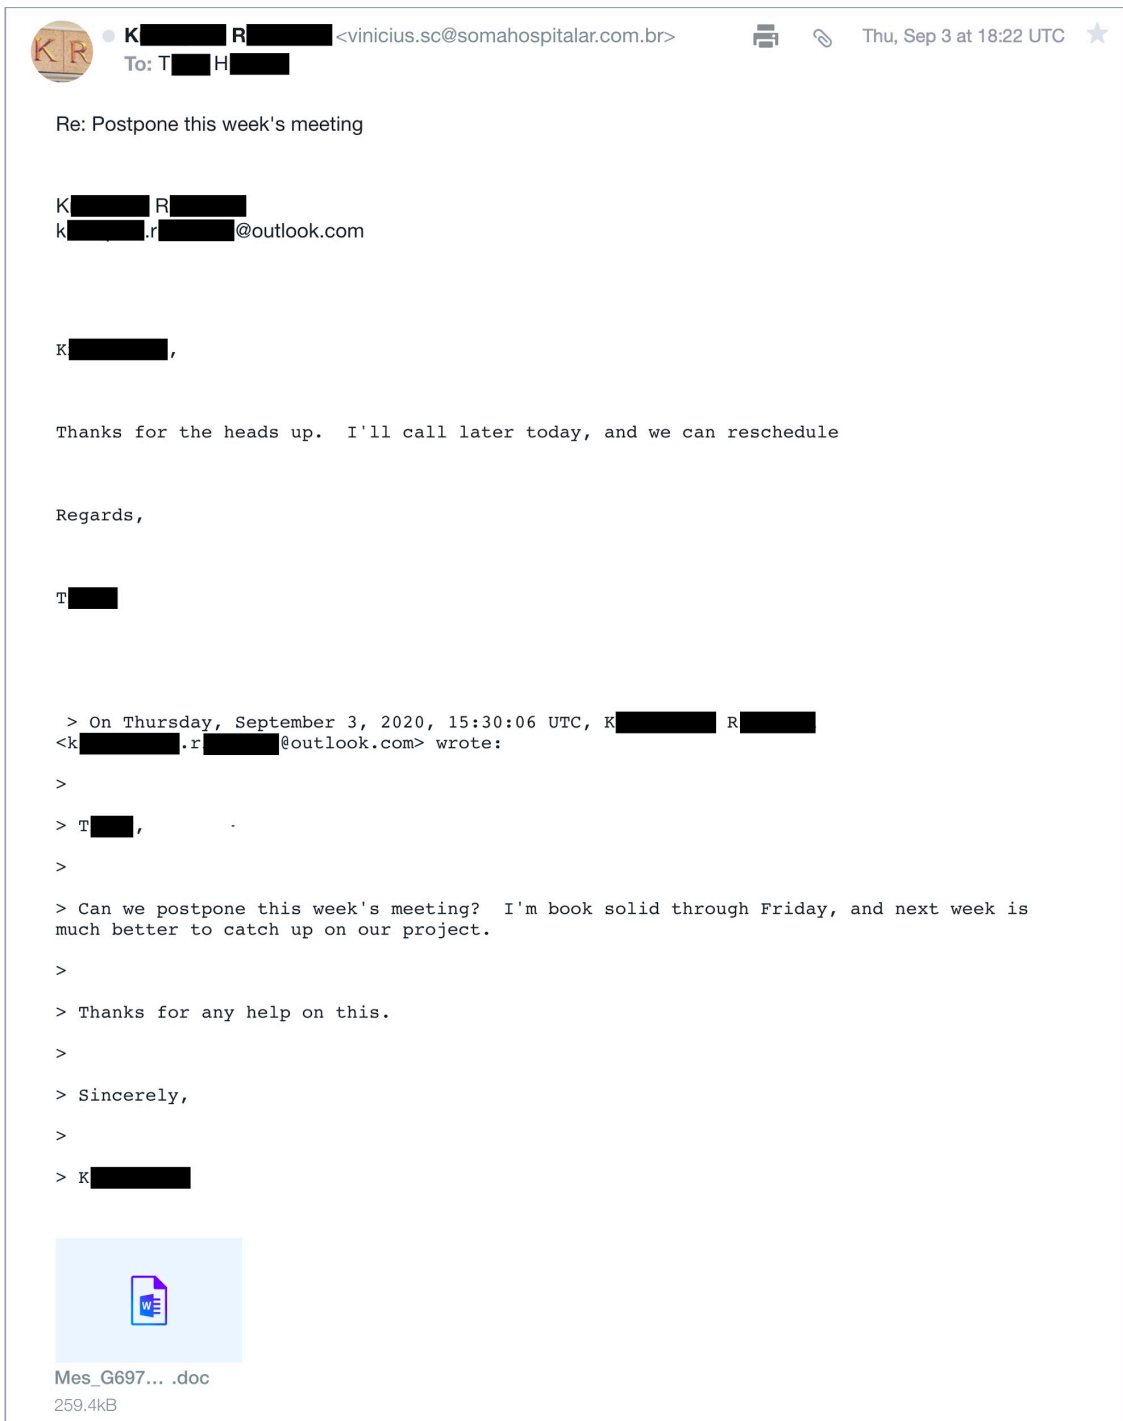 K R
K R <vinicius.sc@somahospitalar.com.br> Thu, Sep 3 at 18:22 UTC
To: T H
Re: Postpone this week's meeting
K R
k .r @outlook.com
K ,
Thanks for the heads up.  I'll call later today, and we can reschedule
Regards,
T
> On Thursday, September 3, 2020, 15:30:06 UTC, K R
<k .r @outlook.com> wrote:
>
> T ,
>
> Can we postpone this week's meeting?  I'm book solid through Friday, and next week is
much better to catch up on our project.
>
> Thanks for any help on this.
>
> Sincerely,
>
> K
W
Mes_G697... .doc
259.4kB